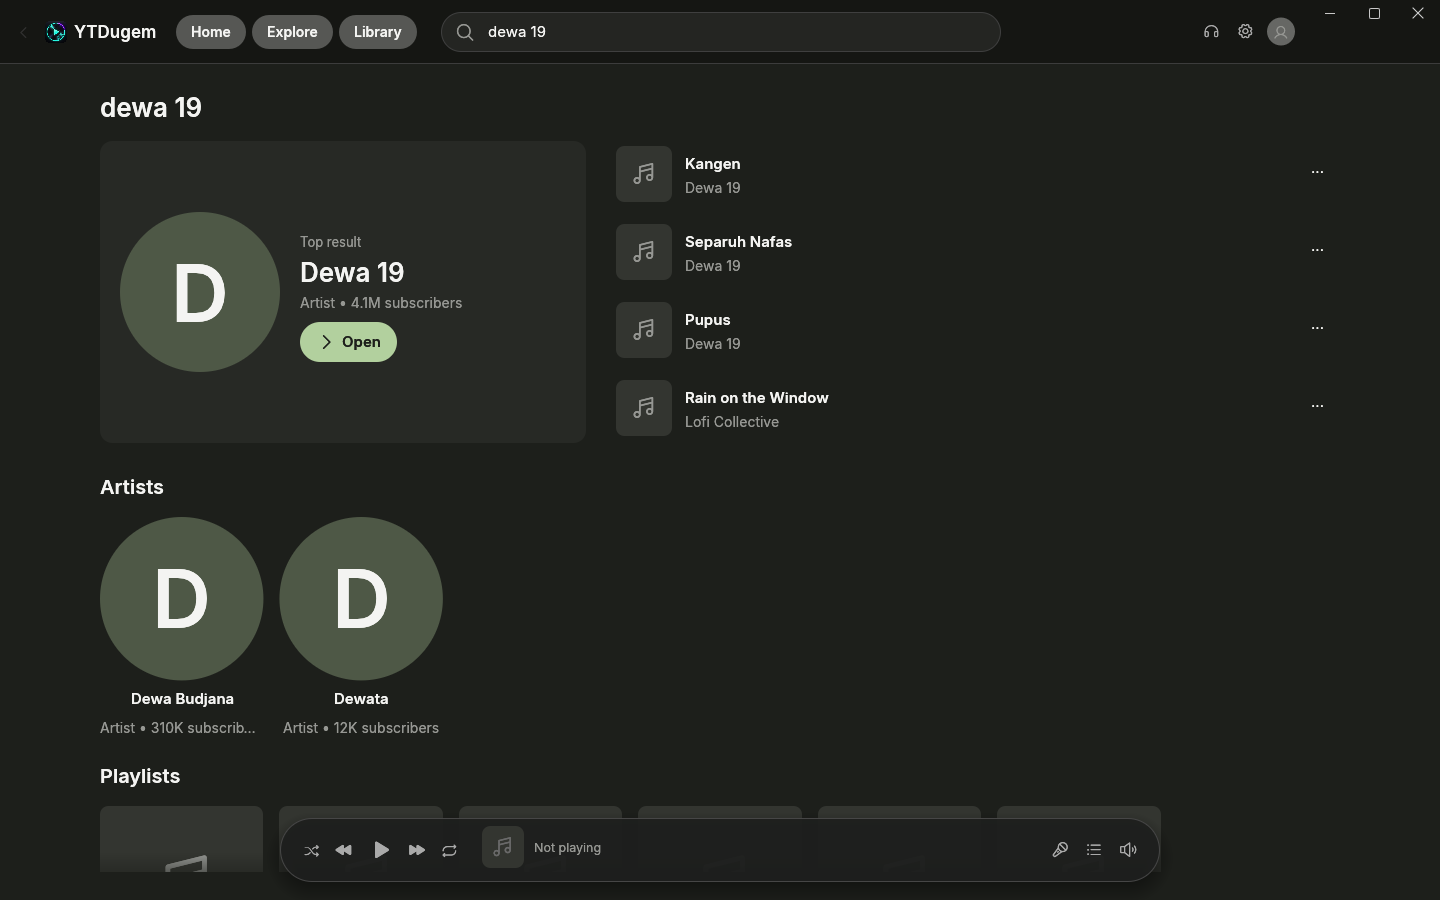 YTDugem
Home
Explore
Library
dewa 19
dewa 19
D
Top result
Dewa 19
Artist • 4.1M subscribers
Open
Kangen
Dewa 19
Separuh Nafas
Dewa 19
Pupus
Dewa 19
Rain on the Window
Lofi Collective
Artists
D
D
Dewa Budjana
Dewata
Artist • 310K subscrib...
Artist • 12K subscribers
Playlists
Not playing